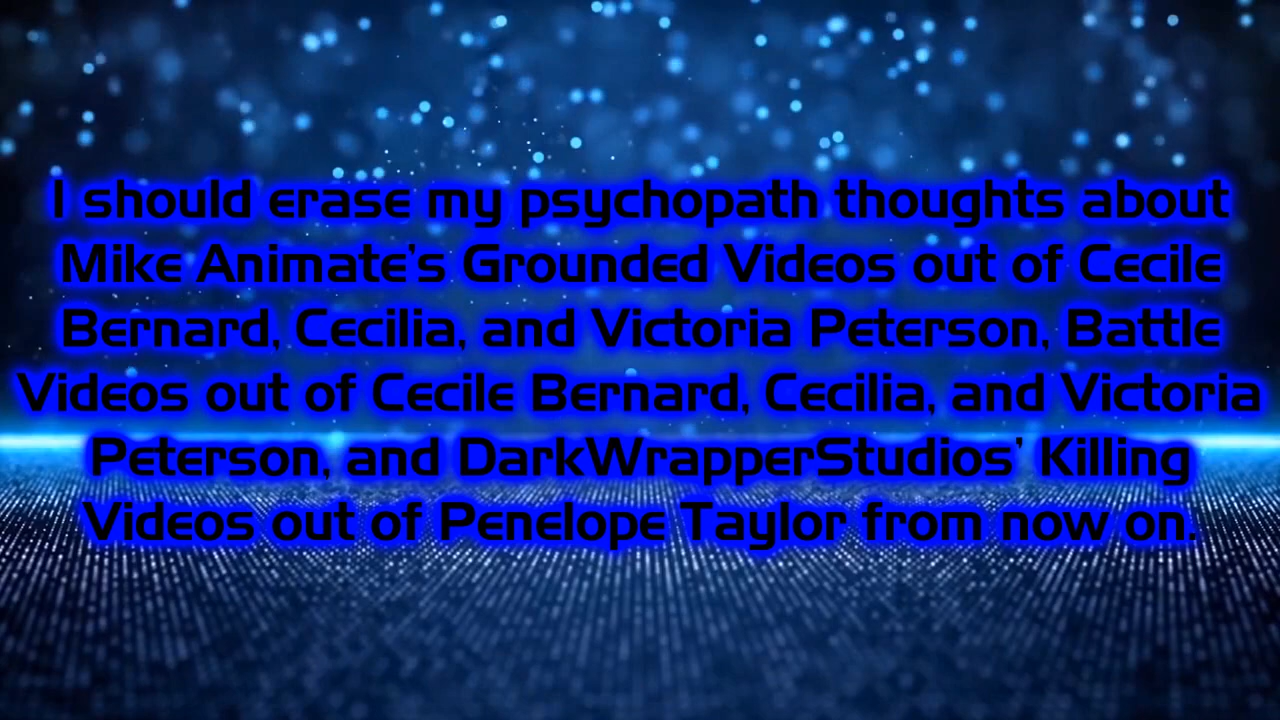 I should erase my psychopath thoughts about
Mike Animate's Grounded Videos out of Cecile
Bernard, Cecilia, and Victoria Peterson, Battle
Videos out of Cecile Bernard, Cecilia, and Victoria
Peterson, and DarkWrapperStudios' Killing
Videos out of Penelope Taylor from now on.